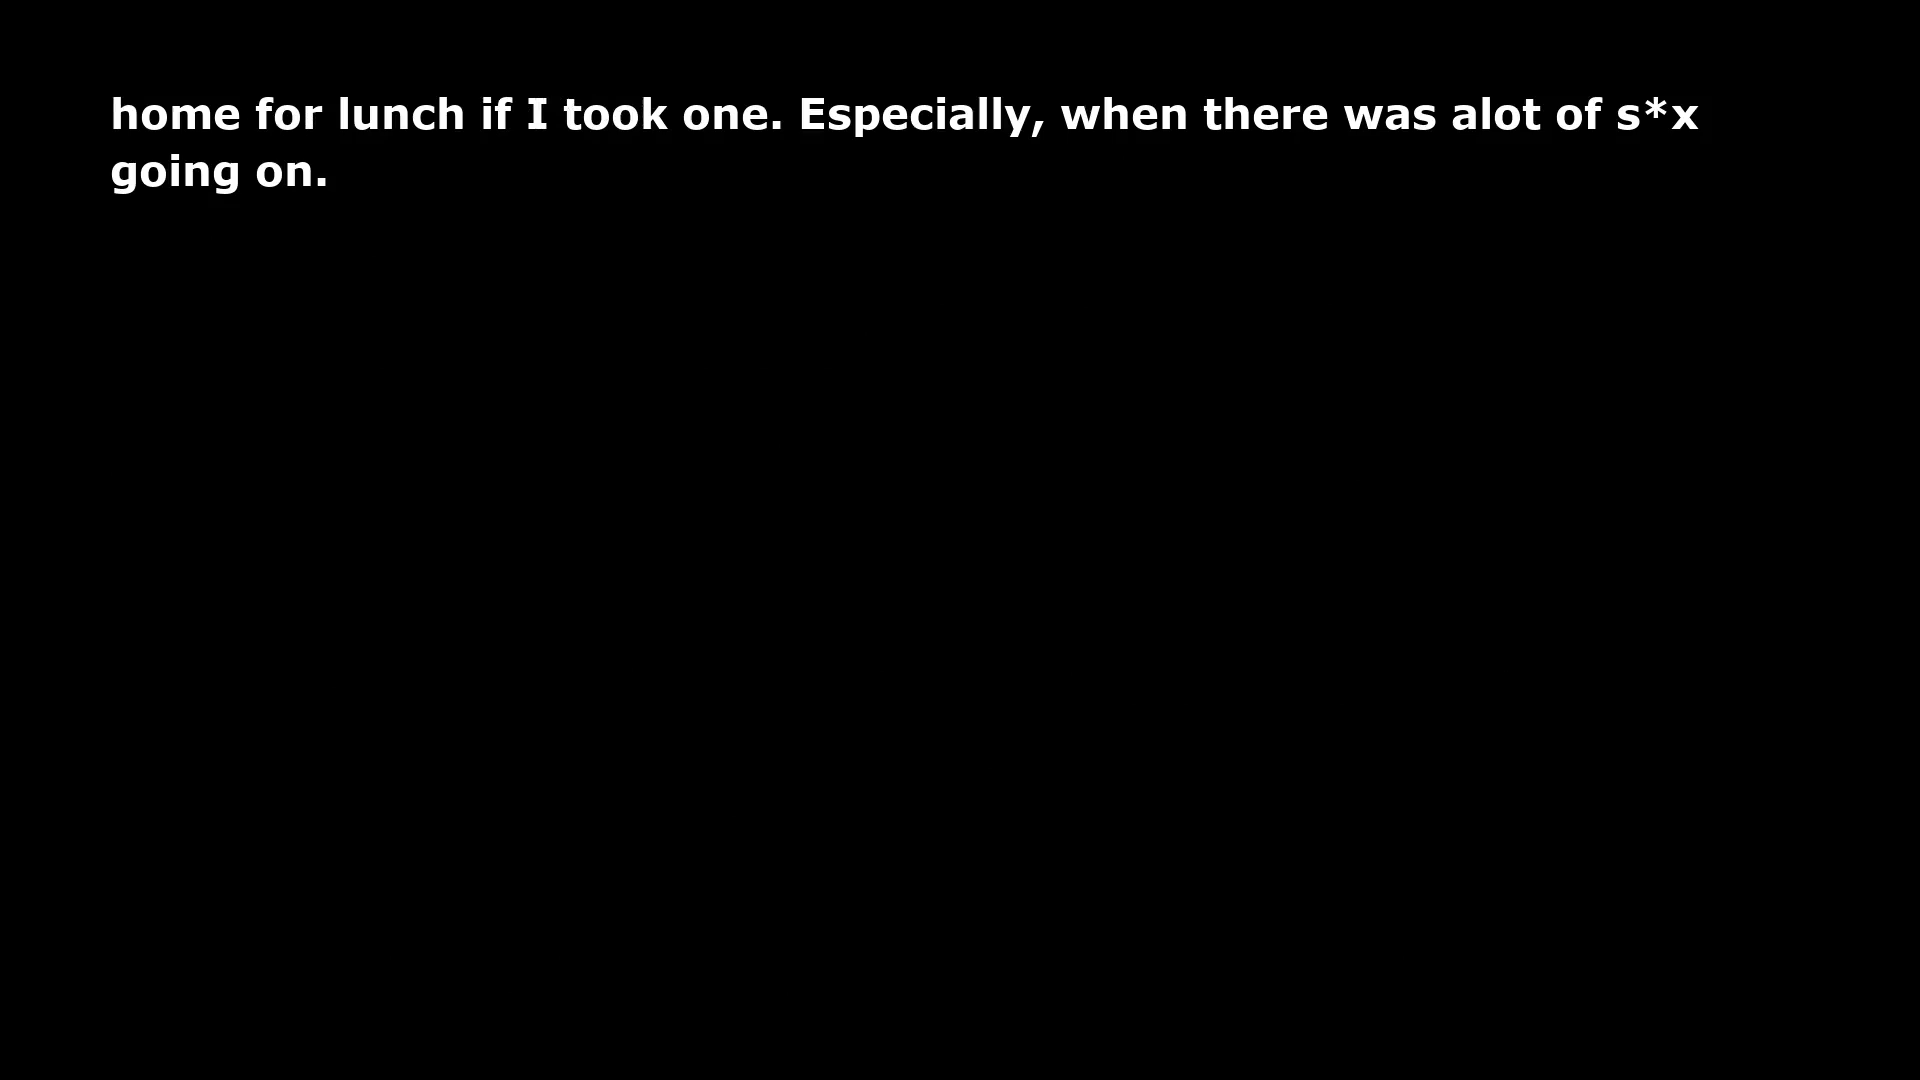 home for lunch if I took one. Especially, when there was alot of s*x
going on.